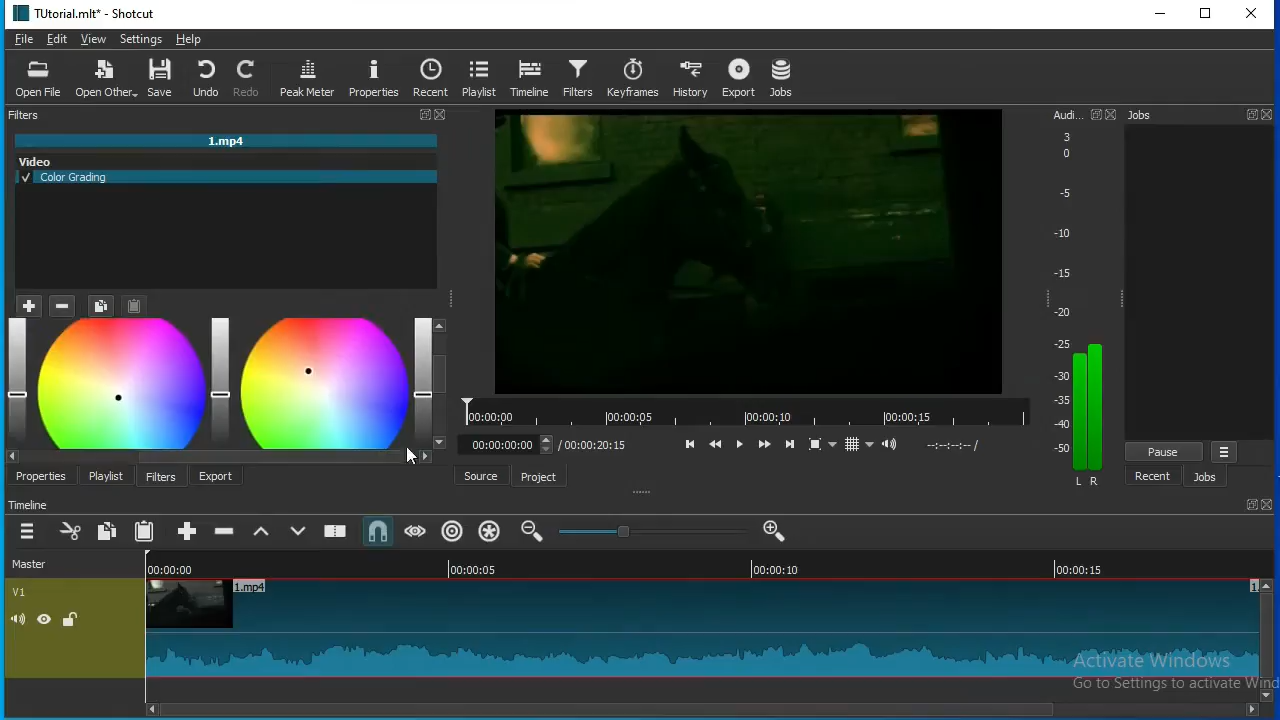 TUtorial.mlt* - Shotcut
File Edit View Settings Help
Open File Open Other Save Undo Redo Peak Meter Properties Recent Playlist Timeline Filters Keyframes History Export Jobs
Filters
1.mp4
Video
Color Grading
Properties Playlist Filters Export
00:00:00 00:00:05 00:00:10 00:00:15
00:00:00:00 / 00:00:20:15
--:--:--:-- /
Source Project
Audi...
3
0
-5
-10
-15
-20
-25
-30
-35
-40
-50
L R
Jobs
Pause
Recent Jobs
Timeline
Master
00:00:00 00:00:05 00:00:10 00:00:15
V1
1.mp4
1.
Activate Windows
Go to Settings to activate Wind